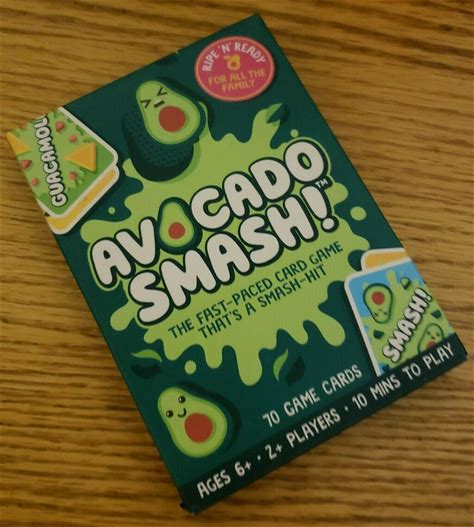 RIPE 'N' READY
FOR ALL THE
FAMILY
GUACAMOL
AVOCADO
SMASH!™
THE FAST-PACED CARD GAME
THAT'S A SMASH-HIT
SMASH!
70 GAME CARDS
AGES 6+ • 2+ PLAYERS • 10 MINS TO PLAY